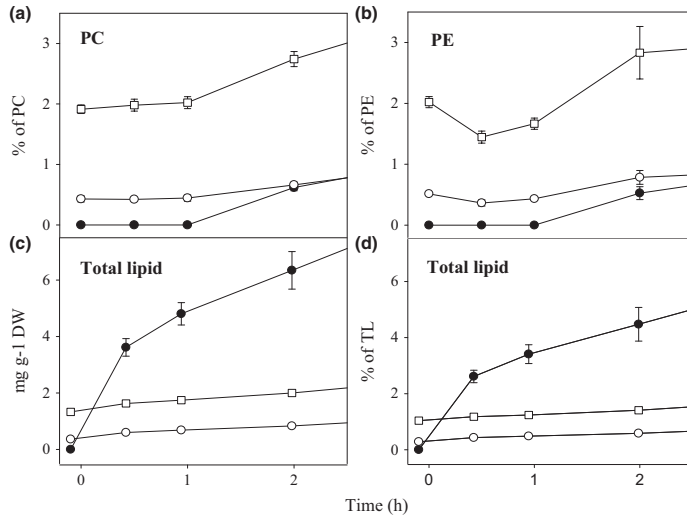 (a)
PC
3
2
1
0
% of PC
(b)
PE
3
2
1
0
% of PE
(c)
Total lipid
6
4
2
0
mg g-1 DW
0
1
2
(d)
Total lipid
6
4
2
0
% of TL
0
1
2
Time (h)